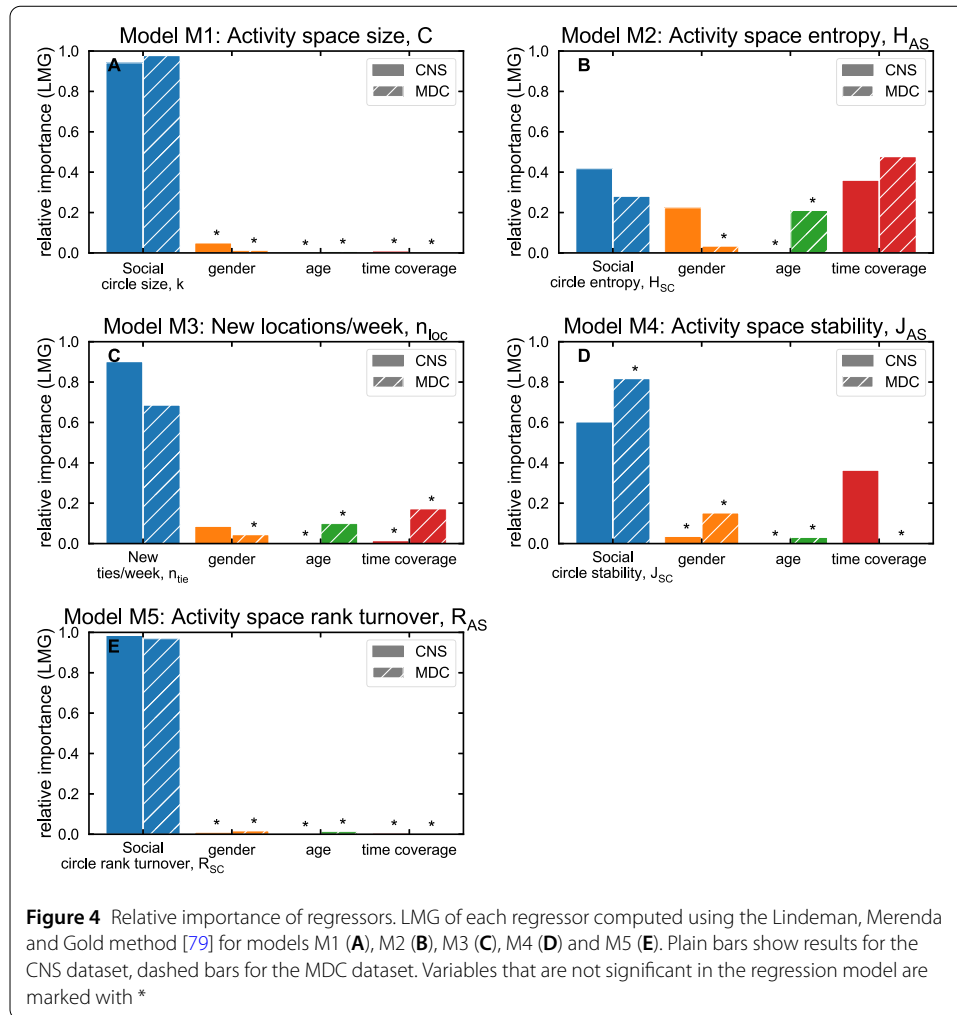 Model M1: Activity space size, C
A
CNS
MDC
relative importance (LMG)
1.0
0.8
0.6
0.4
0.2
0.0
* * * * * *
Social
circle size, k
gender
age
time coverage
Model M2: Activity space entropy, H_AS
B
CNS
MDC
relative importance (LMG)
1.0
0.8
0.6
0.4
0.2
0.0
* * *
Social
circle entropy, H_SC
gender
age
time coverage
Model M3: New locations/week, n_loc
C
CNS
MDC
relative importance (LMG)
1.0
0.8
0.6
0.4
0.2
0.0
* * * * *
New
ties/week, n_tie
gender
age
time coverage
Model M4: Activity space stability, J_AS
D
CNS
MDC
relative importance (LMG)
1.0
0.8
0.6
0.4
0.2
0.0
* * * * * *
Social
circle stability, J_SC
gender
age
time coverage
Model M5: Activity space rank turnover, R_AS
E
CNS
MDC
relative importance (LMG)
1.0
0.8
0.6
0.4
0.2
0.0
* * * * * *
Social
circle rank turnover, R_SC
gender
age
time coverage
Figure 4 Relative importance of regressors. LMG of each regressor computed using the Lindeman, Merenda
and Gold method [79] for models M1 (A), M2 (B), M3 (C), M4 (D) and M5 (E). Plain bars show results for the
CNS dataset, dashed bars for the MDC dataset. Variables that are not significant in the regression model are
marked with *